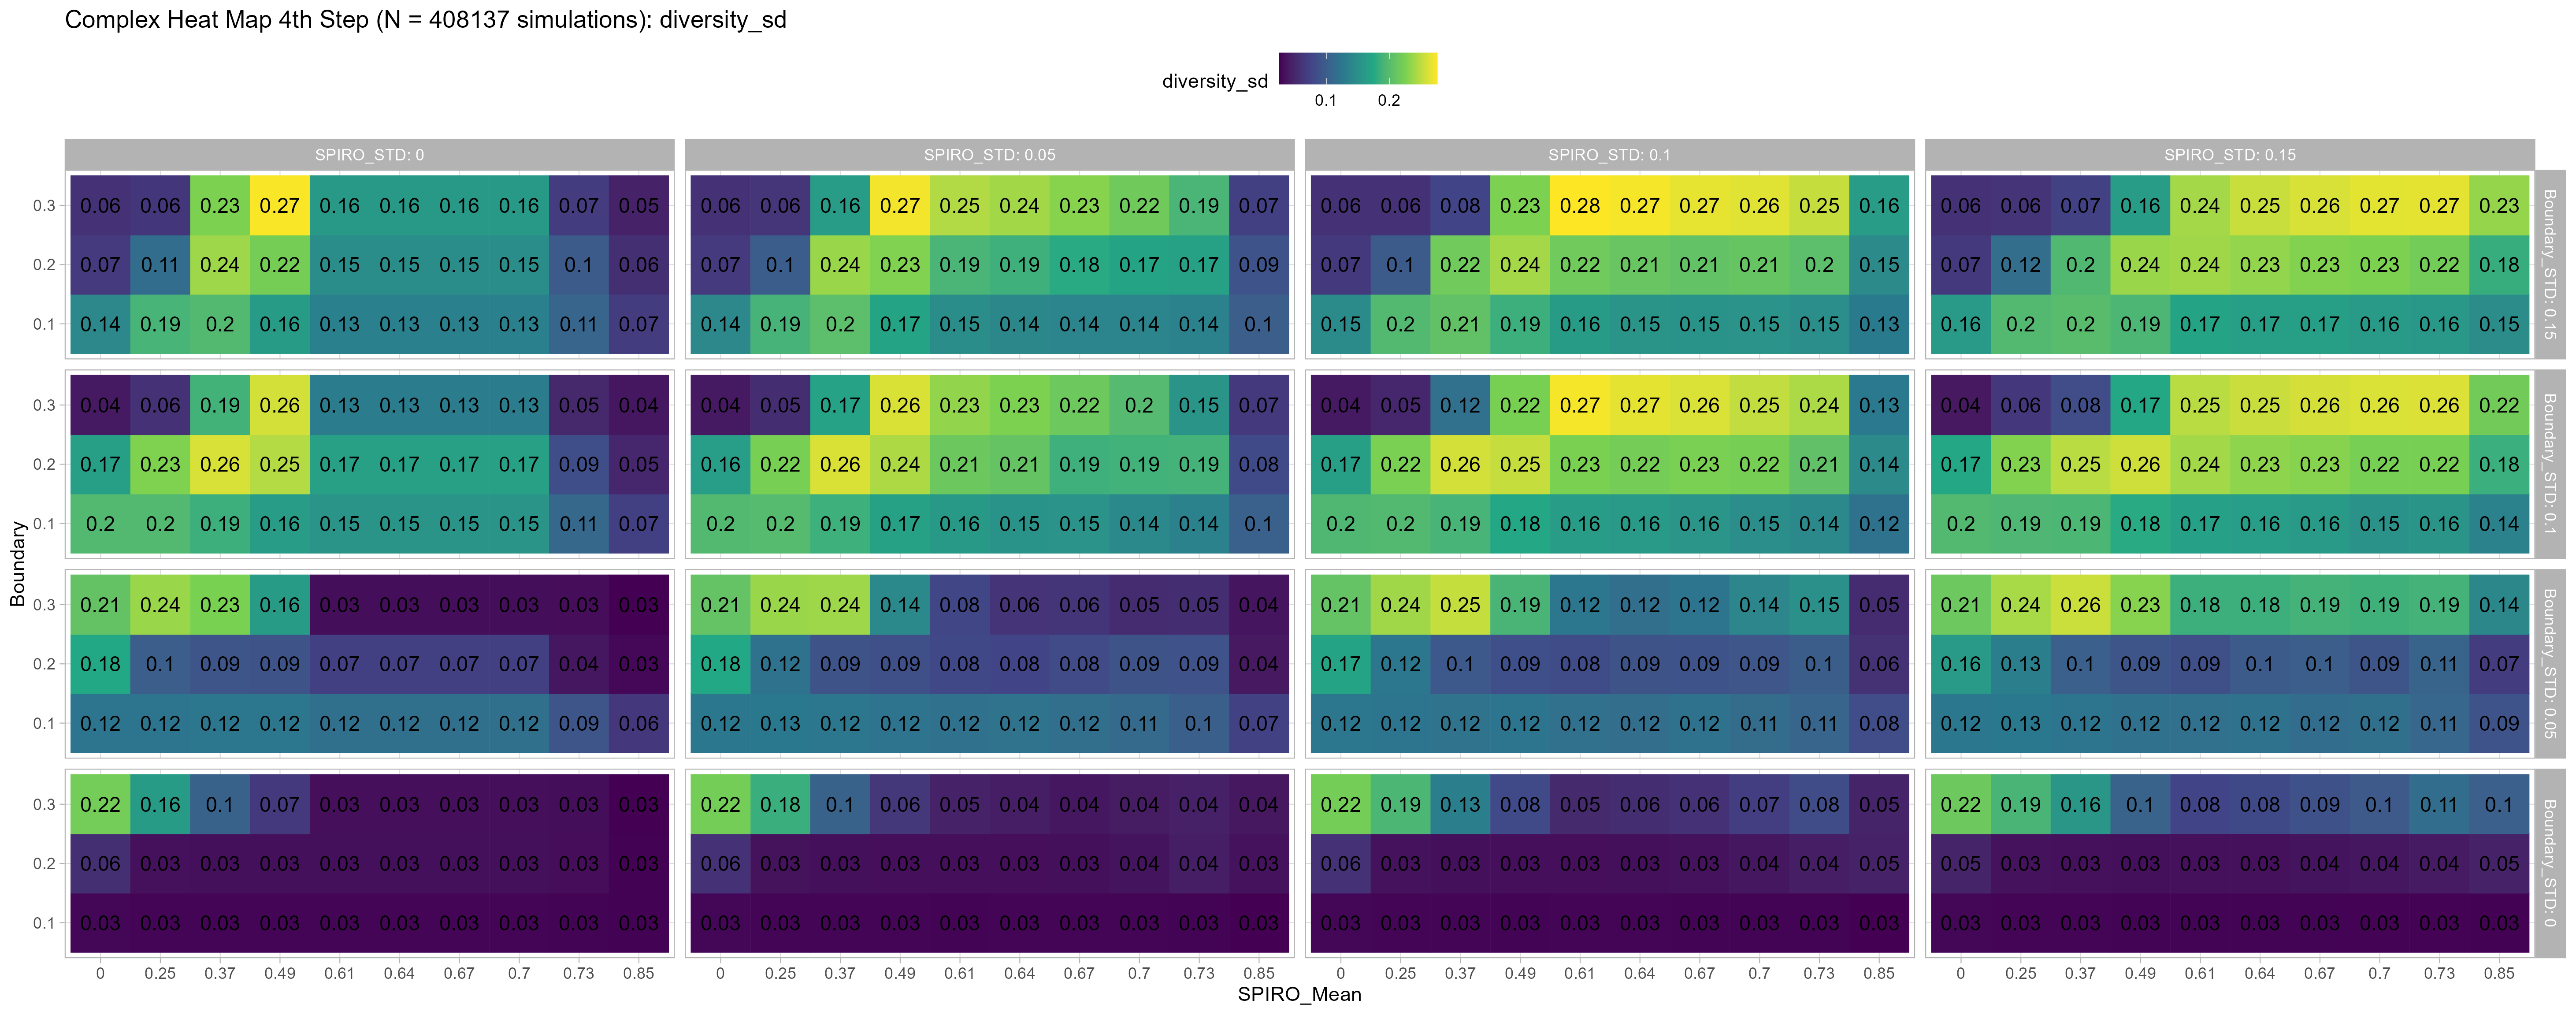 Complex Heat Map 4th Step (N = 408137 simulations): diversity_sd
diversity_sd
0.1 0.2
SPIRO_STD: 0 SPIRO_STD: 0.05 SPIRO_STD: 0.1 SPIRO_STD: 0.15
0.3 0.06 0.06 0.23 0.27 0.16 0.16 0.16 0.16 0.07 0.05 0.06 0.06 0.16 0.27 0.25 0.24 0.23 0.22 0.19 0.07 0.06 0.06 0.08 0.23 0.28 0.27 0.27 0.26 0.25 0.16 0.06 0.06 0.07 0.16 0.24 0.25 0.26 0.27 0.27 0.23
0.2 0.07 0.11 0.24 0.22 0.15 0.15 0.15 0.15 0.1 0.06 0.07 0.1 0.24 0.23 0.19 0.19 0.18 0.17 0.17 0.09 0.07 0.1 0.22 0.24 0.22 0.21 0.21 0.21 0.2 0.15 0.07 0.12 0.2 0.24 0.24 0.23 0.23 0.23 0.22 0.18
0.1 0.14 0.19 0.2 0.16 0.13 0.13 0.13 0.13 0.11 0.07 0.14 0.19 0.2 0.17 0.15 0.14 0.14 0.14 0.14 0.1 0.15 0.2 0.21 0.19 0.16 0.15 0.15 0.15 0.15 0.13 0.16 0.2 0.2 0.19 0.17 0.17 0.17 0.16 0.16 0.15
Boundary_STD: 0.15
0.3 0.04 0.06 0.19 0.26 0.13 0.13 0.13 0.13 0.05 0.04 0.04 0.05 0.17 0.26 0.23 0.23 0.22 0.2 0.15 0.07 0.04 0.05 0.12 0.22 0.27 0.27 0.26 0.25 0.24 0.13 0.04 0.06 0.08 0.17 0.25 0.25 0.26 0.26 0.26 0.22
0.2 0.17 0.23 0.26 0.25 0.17 0.17 0.17 0.17 0.09 0.05 0.16 0.22 0.26 0.24 0.21 0.21 0.19 0.19 0.19 0.08 0.17 0.22 0.26 0.25 0.23 0.22 0.23 0.22 0.21 0.14 0.17 0.23 0.25 0.26 0.24 0.23 0.23 0.22 0.22 0.18
0.1 0.2 0.2 0.19 0.16 0.15 0.15 0.15 0.15 0.11 0.07 0.2 0.2 0.19 0.17 0.16 0.15 0.15 0.14 0.14 0.1 0.2 0.2 0.19 0.18 0.16 0.16 0.16 0.15 0.14 0.12 0.2 0.19 0.19 0.18 0.17 0.16 0.16 0.15 0.16 0.14
Boundary_STD: 0.1
Boundary
0.3 0.21 0.24 0.23 0.16 0.03 0.03 0.03 0.03 0.03 0.03 0.21 0.24 0.24 0.14 0.08 0.06 0.06 0.05 0.05 0.04 0.21 0.24 0.25 0.19 0.12 0.12 0.12 0.14 0.15 0.05 0.21 0.24 0.26 0.23 0.18 0.18 0.19 0.19 0.19 0.14
0.2 0.18 0.1 0.09 0.09 0.07 0.07 0.07 0.07 0.04 0.03 0.18 0.12 0.09 0.09 0.08 0.08 0.08 0.09 0.09 0.04 0.17 0.12 0.1 0.09 0.08 0.09 0.09 0.09 0.1 0.06 0.16 0.13 0.1 0.09 0.09 0.1 0.1 0.09 0.11 0.07
0.1 0.12 0.12 0.12 0.12 0.12 0.12 0.12 0.12 0.09 0.06 0.12 0.13 0.12 0.12 0.12 0.12 0.12 0.11 0.1 0.07 0.12 0.12 0.12 0.12 0.12 0.12 0.12 0.11 0.11 0.08 0.12 0.13 0.12 0.12 0.12 0.12 0.12 0.12 0.11 0.09
Boundary_STD: 0.05
0.3 0.22 0.16 0.1 0.07 0.03 0.03 0.03 0.03 0.03 0.03 0.22 0.18 0.1 0.06 0.05 0.04 0.04 0.04 0.04 0.04 0.22 0.19 0.13 0.08 0.05 0.06 0.06 0.07 0.08 0.05 0.22 0.19 0.16 0.1 0.08 0.08 0.09 0.1 0.11 0.1
0.2 0.06 0.03 0.03 0.03 0.03 0.03 0.03 0.03 0.03 0.03 0.06 0.03 0.03 0.03 0.03 0.03 0.03 0.04 0.04 0.03 0.06 0.03 0.03 0.03 0.03 0.03 0.03 0.04 0.04 0.05 0.05 0.03 0.03 0.03 0.03 0.03 0.04 0.04 0.04 0.05
0.1 0.03 0.03 0.03 0.03 0.03 0.03 0.03 0.03 0.03 0.03 0.03 0.03 0.03 0.03 0.03 0.03 0.03 0.03 0.03 0.03 0.03 0.03 0.03 0.03 0.03 0.03 0.03 0.03 0.03 0.03 0.03 0.03 0.03 0.03 0.03 0.03 0.03 0.03 0.03 0.03
Boundary_STD: 0
0 0.25 0.37 0.49 0.61 0.64 0.67 0.7 0.73 0.85 0 0.25 0.37 0.49 0.61 0.64 0.67 0.7 0.73 0.85 0 0.25 0.37 0.49 0.61 0.64 0.67 0.7 0.73 0.85 0 0.25 0.37 0.49 0.61 0.64 0.67 0.7 0.73 0.85
SPIRO_Mean